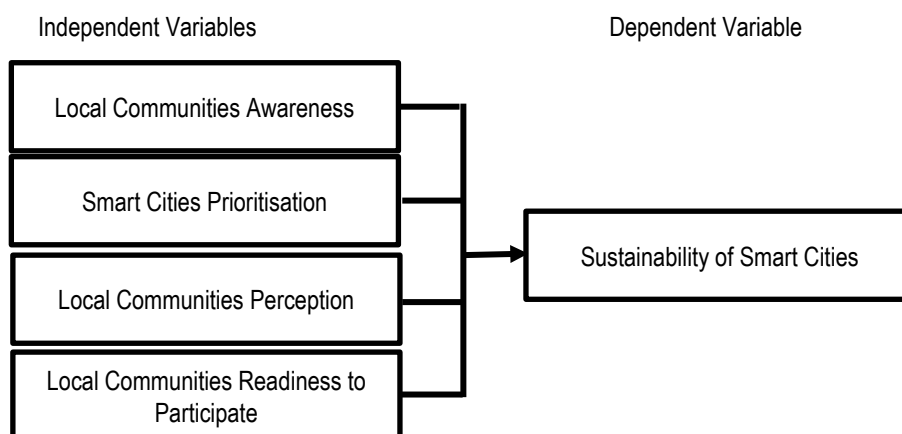 Independent Variables
Dependent Variable
Local Communities Awareness
Smart Cities Prioritisation
Sustainability of Smart Cities
Local Communities Perception
Local Communities Readiness to
Participate